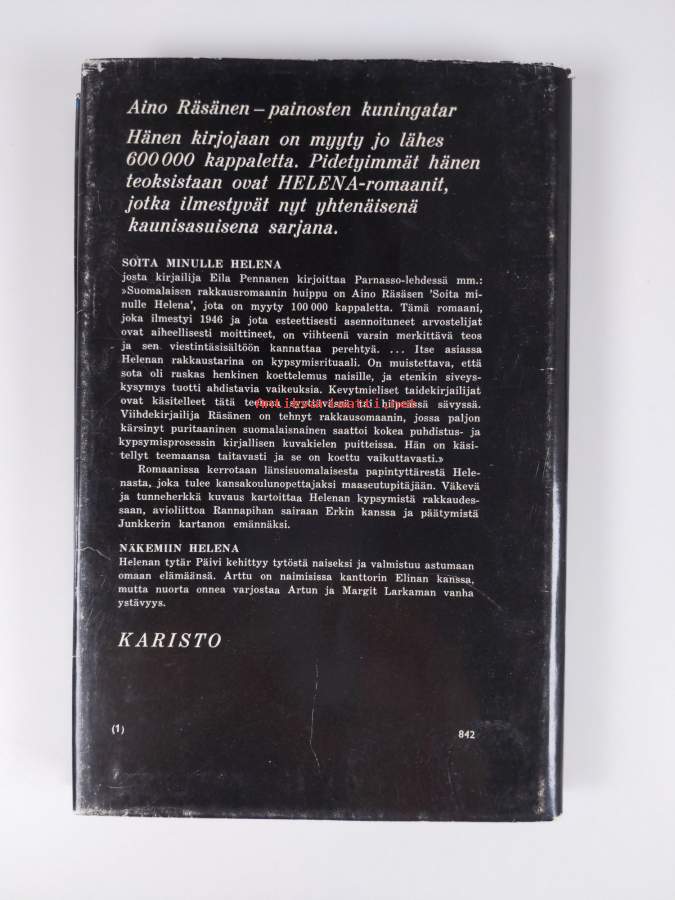 Aino Räsänen – painosten kuningatar
Hänen kirjojaan on myyty jo lähes
600 000 kappaletta. Pidetyimmät hänen
teoksistaan ovat HELENA-romaanit,
jotka ilmestyvät nyt yhtenäisenä
kaunisasuisena sarjana.
SOITA MINULLE HELENA
josta kirjailija Eila Pennanen kirjoittaa Parnasso-lehdessä mm.:
»Suomalaisen rakkausromaanin huippu on Aino Räsäsen 'Soita mi-
nulle Helena', jota on myyty 100 000 kappaletta. Tämä romaani,
joka ilmestyi 1946 ja jota esteettisesti asennoituneet arvostelijat
ovat aiheellisesti moittineet, on viihteenä varsin merkittävä teos
ja sen viestintäsisältöön kannattaa perehtyä. ... Itse asiassa
Helenan rakkaustarina on kypsymisrituaali. On muistettava, että
sota oli raskas henkinen koettelemus naisille, ja etenkin siveys-
kysymys tuotti ahdistavia vaikeuksia. Kevytmieliset taidekirjailijat
ovat käsitelleet tätä teemaa ärsyttävässä tai hilpeässä sävyssä.
Viihdekirjailija Räsänen on tehnyt rakkausromaanin, jossa paljon
kärsinyt puritaaninen suomalaisnainen saattoi kokea puhdistus- ja
kypsymisprosessin kirjallisen kuvakielen puitteissa. Hän on käsi-
tellyt teemaansa taitavasti ja se on koettu vaikuttavasti.»
Romaanissa kerrotaan länsisuomalaisesta papintyttärestä Hele-
nasta, joka tulee kansakoulunopettajaksi maaseutupitäjään. Väkevä
ja tunneherkkä kuvaus kartoittaa Helenan kypsymistä rakkaudes-
saan, avioliittoa Rannapihan sairaan Erkin kanssa ja päätymistä
Junkkerin kartanon emännäksi.
NÄKEMIIN HELENA
Helenan tytär Päivi kehittyy tytöstä naiseksi ja valmistuu astumaan
omaan elämäänsä. Arttu on naimisissa kanttorin Elinan kanssa,
mutta nuorta onnea varjostaa Artun ja Margit Larkaman vanha
ystävyys.
KARISTO
(1) 842